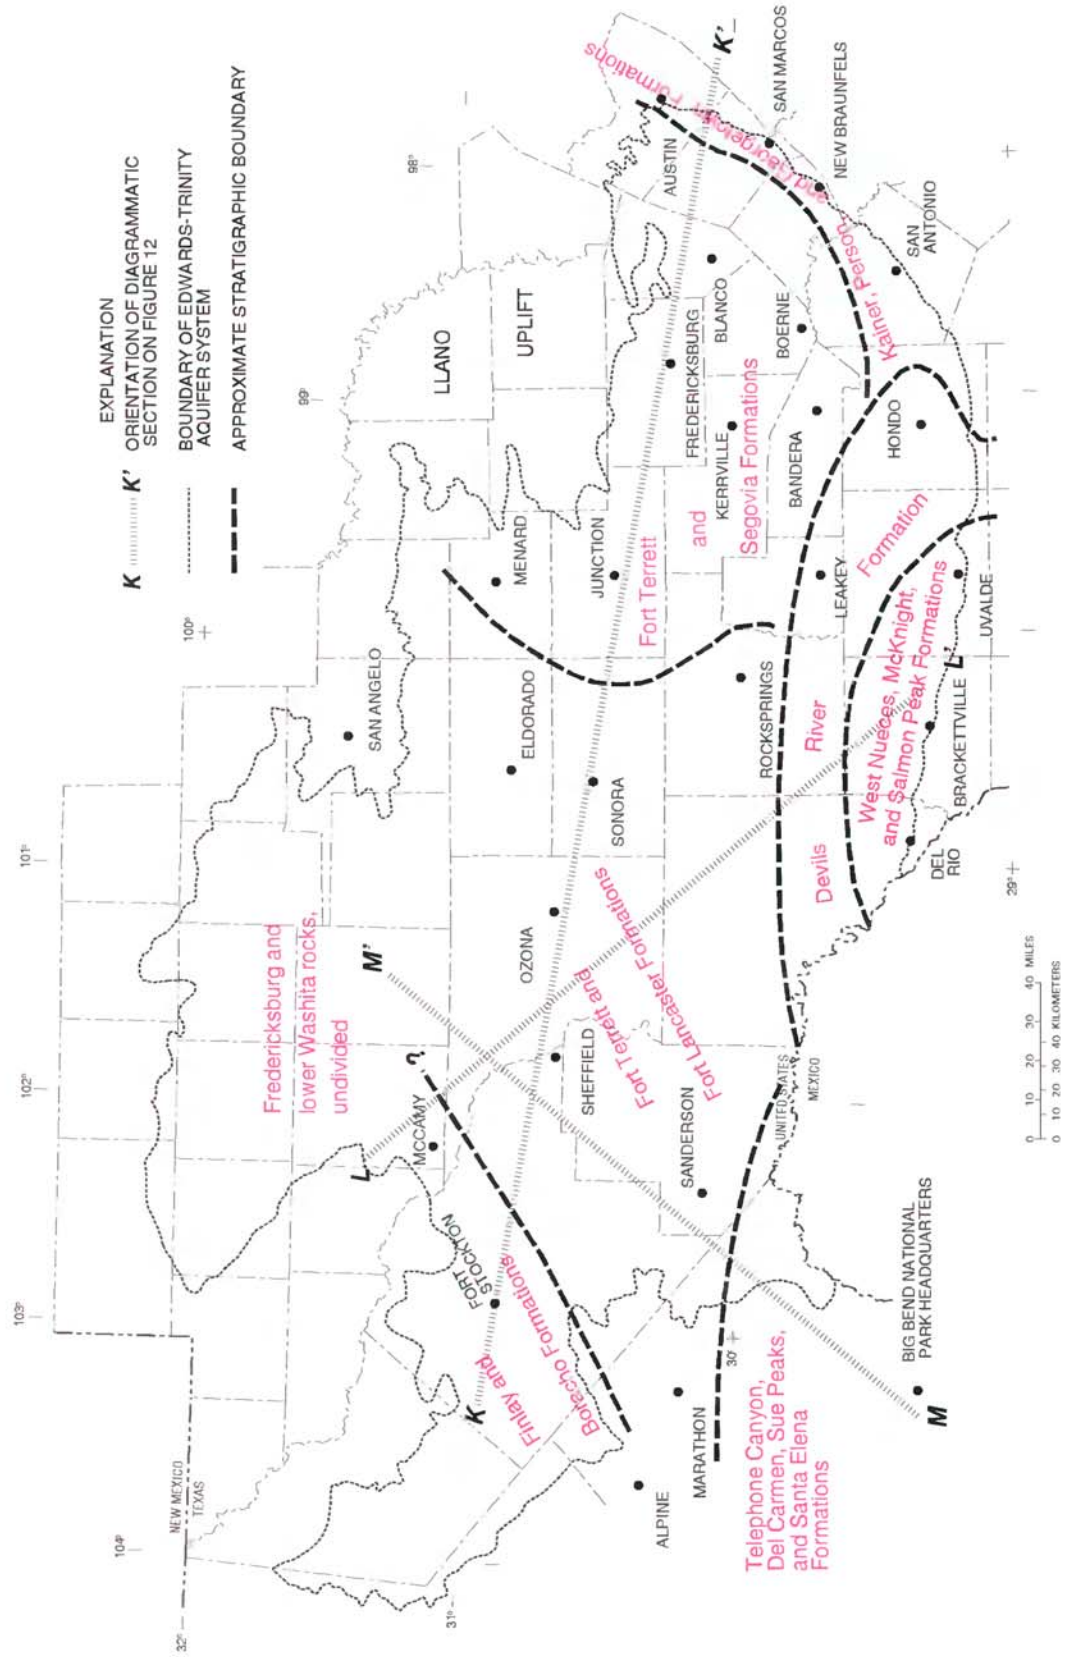 EXPLANATION
K K' ORIENTATION OF DIAGRAMMATIC
SECTION ON FIGURE 12
BOUNDARY OF EDWARDS-TRINITY
AQUIFER SYSTEM
APPROXIMATE STRATIGRAPHIC BOUNDARY
104°
103°
102°
101°
100°
99°
98°
32°
31°
30°
29°
NEW MEXICO
TEXAS
Fredericksburg and
lower Washita rocks,
undivided
SAN ANGELO
LLANO
UPLIFT
M'
L
?
MCCAMY
MENARD
ELDORADO
JUNCTION
FORT
STOCKTON
K
Finlay and
Boracho Formations
OZONA
SONORA
SHEFFIELD
Fort Terrett and
Fort Lancaster Formations
Fort Terrett
and
Segovia Formations
FREDERICKSBURG
KERRVILLE
BLANCO
BOERNE
BANDERA
AUSTIN
K'
SAN MARCOS
NEW BRAUNFELS
SAN
ANTONIO
Kainer, Person,
and Georgetown Formations
ALPINE
MARATHON
SANDERSON
ROCKSPRINGS
LEAKEY
HONDO
UNITED STATES
MEXICO
Devils
River
Formation
West Nueces, McKnight,
and Salmon Peak Formations
L'
UVALDE
BRACKETTVILLE
DEL
RIO
Telephone Canyon,
Del Carmen, Sue Peaks,
and Santa Elena
Formations
BIG BEND NATIONAL
PARK HEADQUARTERS
M
0 10 20 30 40 MILES
0 10 20 30 40 KILOMETERS